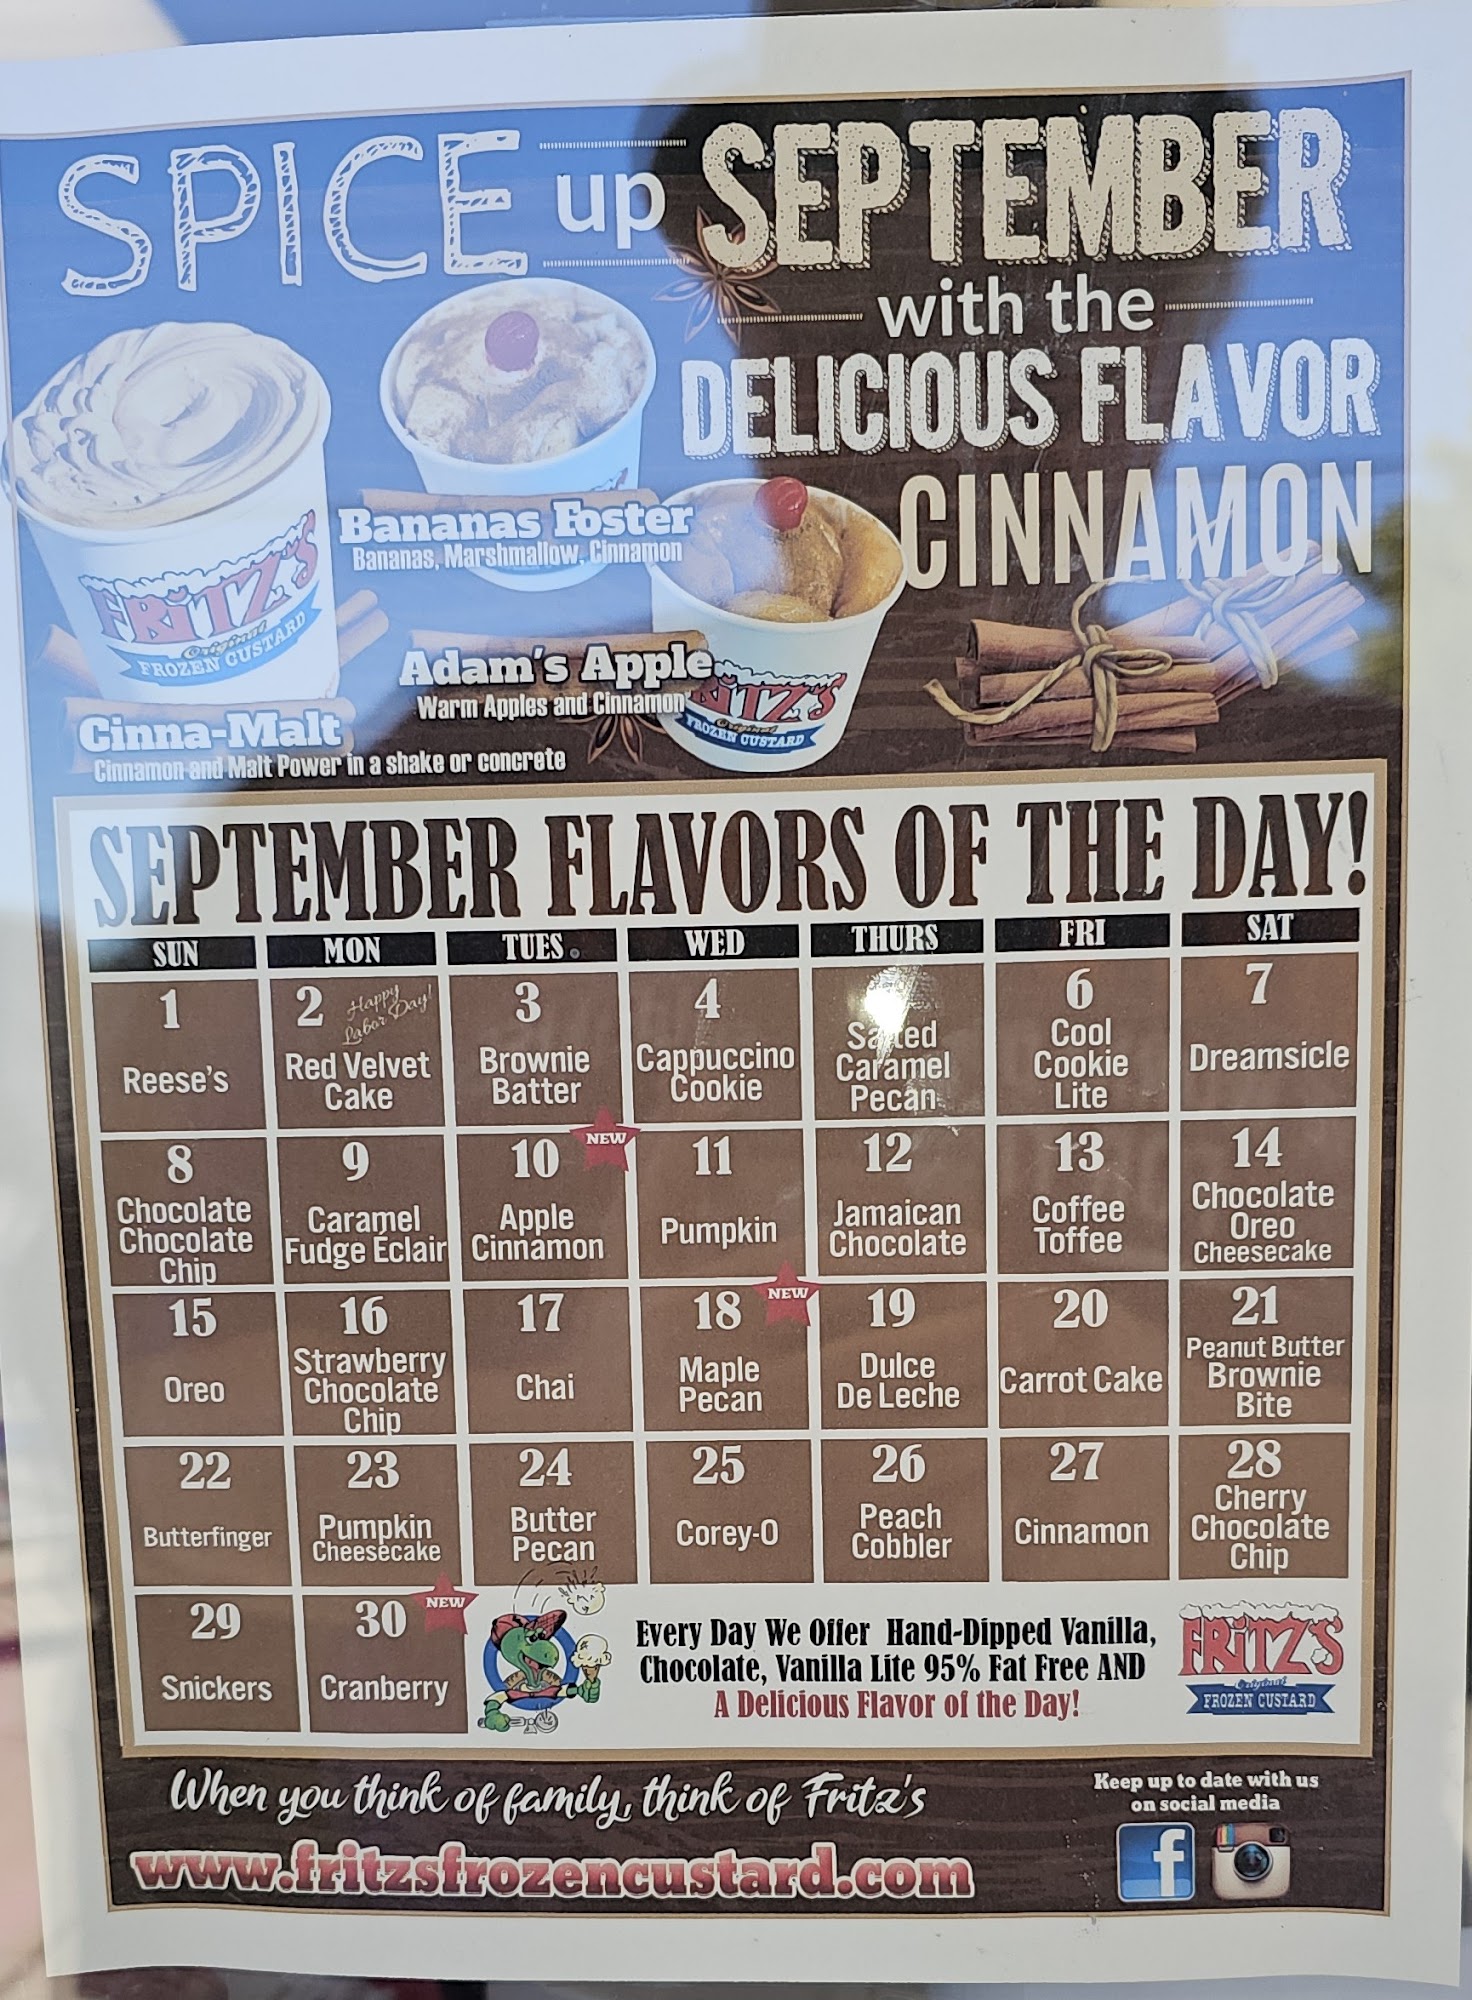 SPICE up SEPTEMBER
with the
DELICIOUS FLAVOR
CINNAMON
Bananas Foster
Bananas, Marshmallow, Cinnamon
Adam's Apple
Warm Apples and Cinnamon
Cinna-Malt
Cinnamon and Malt Power in a shake or concrete
FRITZ'S
Original
FROZEN CUSTARD
RITZ'S
Original
FROZEN CUSTARD
SEPTEMBER FLAVORS OF THE DAY!
SUN MON TUES WED THURS FRI SAT
1
Reese's
2
Happy
Labor Day!
Red Velvet
Cake
3
Brownie
Batter
4
Cappuccino
Cookie
Salted
Caramel
Pecan
6
Cool
Cookie
Lite
7
Dreamsicle
8
Chocolate
Chocolate
Chip
9
Caramel
Fudge Éclair
10
NEW
Apple
Cinnamon
11
Pumpkin
12
Jamaican
Chocolate
13
Coffee
Toffee
14
Chocolate
Oreo
Cheesecake
15
Oreo
16
Strawberry
Chocolate
Chip
17
Chai
18
NEW
Maple
Pecan
19
Dulce
De Leche
20
Carrot Cake
21
Peanut Butter
Brownie
Bite
22
Butterfinger
23
Pumpkin
Cheesecake
24
Butter
Pecan
25
Corey-O
26
Peach
Cobbler
27
Cinnamon
28
Cherry
Chocolate
Chip
29
Snickers
30
NEW
Cranberry
Every Day We Offer Hand-Dipped Vanilla,
Chocolate, Vanilla Lite 95% Fat Free AND
A Delicious Flavor of the Day!
FRITZ'S
Original
FROZEN CUSTARD
When you think of family, think of Fritz's
www.fritzsfrozencustard.com
Keep up to date with us
on social media
f